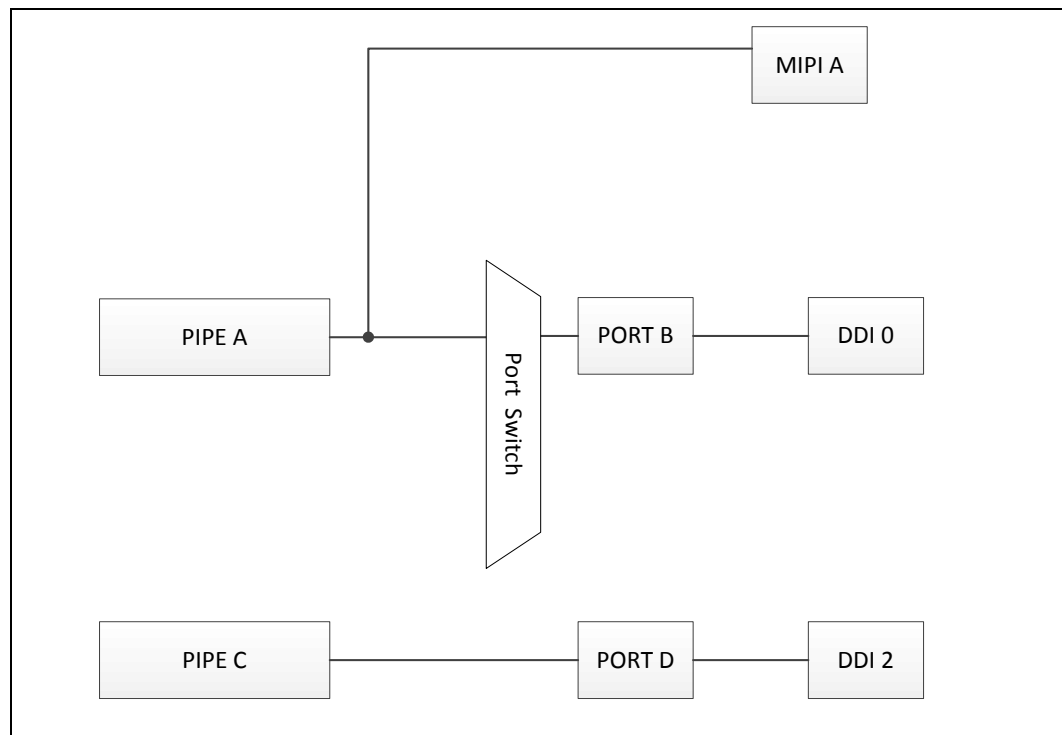 MIPI A
PIPE A
Port Switch
PORT B
DDI 0
PIPE C
PORT D
DDI 2